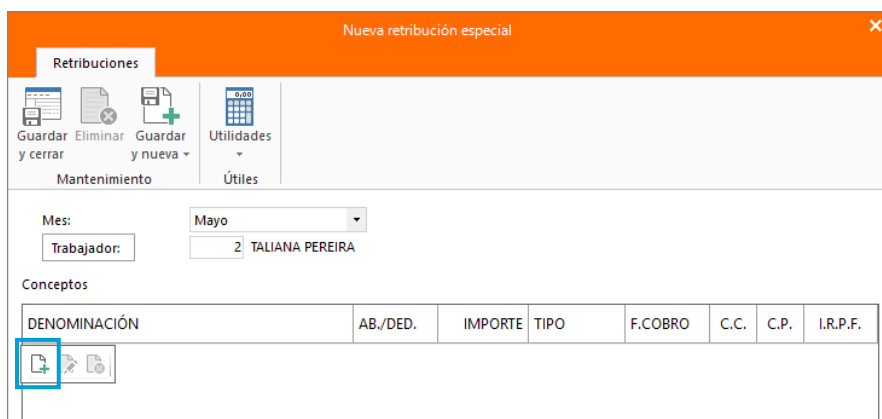 Nueva retribución especial
Retribuciones
0,00
Guardar Eliminar Guardar Utilidades
y cerrar y nueva
Mantenimiento Útiles
Mes: Mayo
Trabajador: 2 TALIANA PEREIRA
Conceptos
DENOMINACIÓN AB./DED. IMPORTE TIPO F.COBRO C.C. C.P. I.R.P.F.